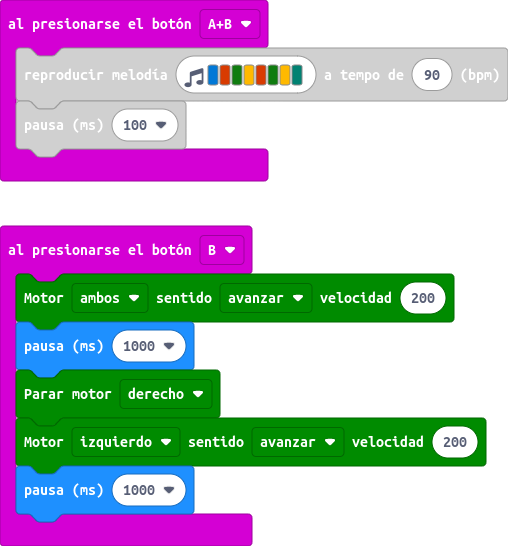 al presionarse el botón A+B
reproducir melodía a tempo de 90 (bpm)
pausa (ms) 100
al presionarse el botón B
Motor ambos sentido avanzar velocidad 200
pausa (ms) 1000
Parar motor derecho
Motor izquierdo sentido avanzar velocidad 200
pausa (ms) 1000